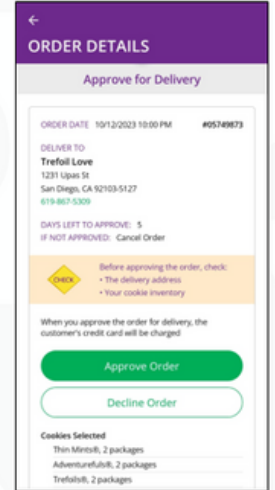 ORDER DETAILS
Approve for Delivery
ORDER DATE 10/12/2023 10:00 PM #05749873
DELIVER TO
Trefoil Love
1231 Upas St
San Diego, CA 92103-5127
619-867-5309
DAYS LEFT TO APPROVE: 5
IF NOT APPROVED: Cancel Order
CHECK
Before approving the order, check:
• The delivery address
• Your cookie inventory
When you approve the order for delivery, the
customer's credit card will be charged
Approve Order
Decline Order
Cookies Selected
Thin Mints®, 2 packages
Adventurefuls®, 2 packages
Trefoils®, 2 packages